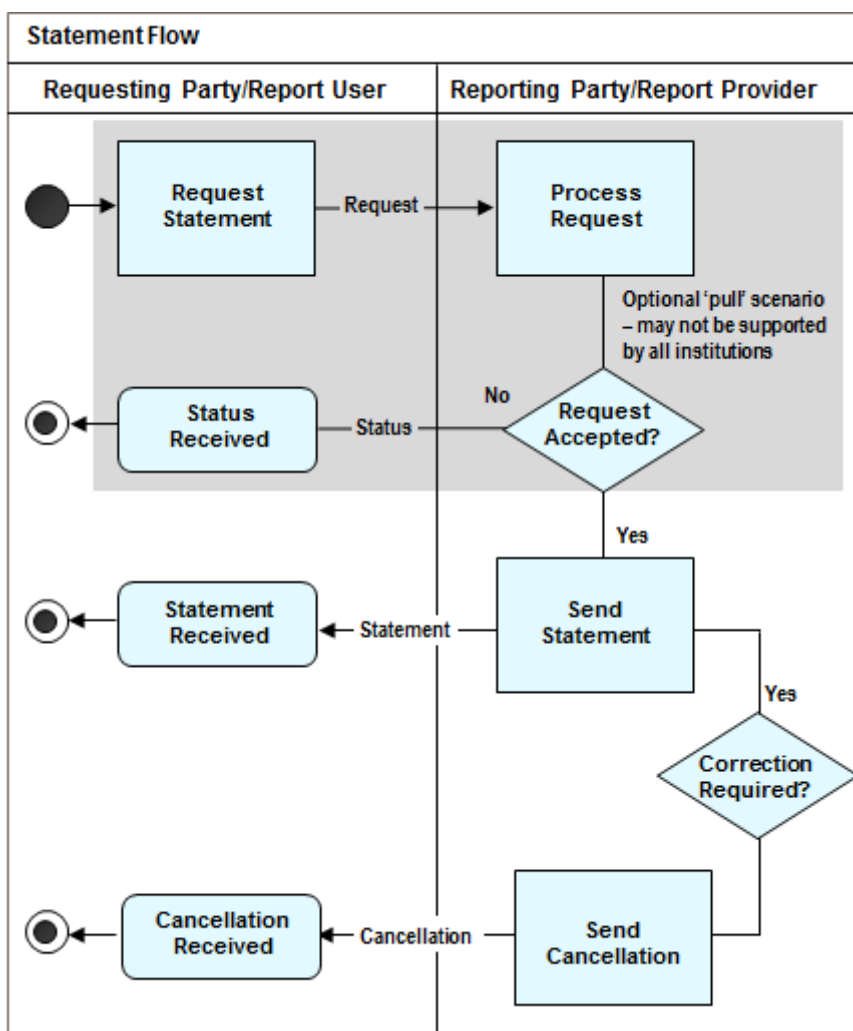 Statement Flow
Requesting Party/Report User
Reporting Party/Report Provider
Request
Statement
Request
Process
Request
Optional ‘pull’ scenario
– may not be supported
by all institutions
Status
Received
Status
No
Request
Accepted?
Yes
Statement
Received
Statement
Send
Statement
Yes
Correction
Required?
Cancellation
Received
Cancellation
Send
Cancellation